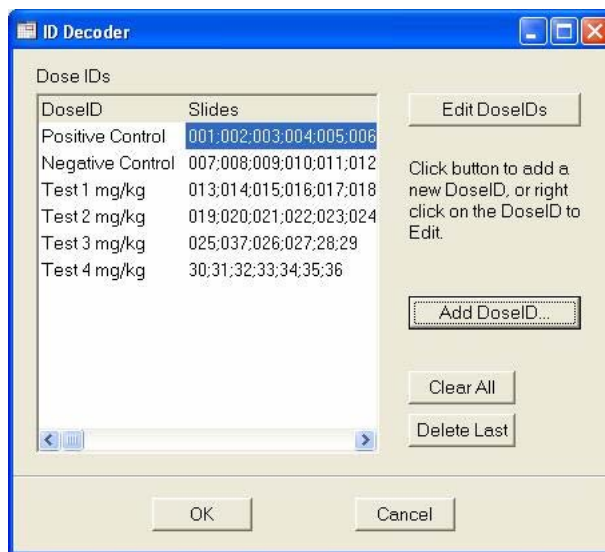 ID Decoder
Dose IDs
DoseID Slides
Positive Control 001;002;003;004;005;006
Negative Control 007;008;009;010;011;012
Test 1 mg/kg 013;014;015;016;017;018
Test 2 mg/kg 019;020;021;022;023;024
Test 3 mg/kg 025;037;026;027;28;29
Test 4 mg/kg 30;31;32;33;34;35;36
Edit DoseIDs
Click button to add a
new DoseID, or right
click on the DoseID to
Edit.
Add DoseID...
Clear All
Delete Last
OK Cancel